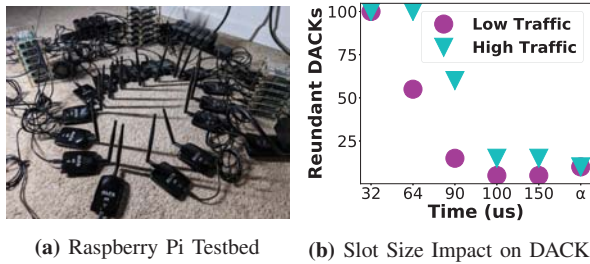 Reundant DACKs
100
75
50
25
Low Traffic
High Traffic
32 64 90 100 150 α
Time (us)
(a) Raspberry Pi Testbed
(b) Slot Size Impact on DACK